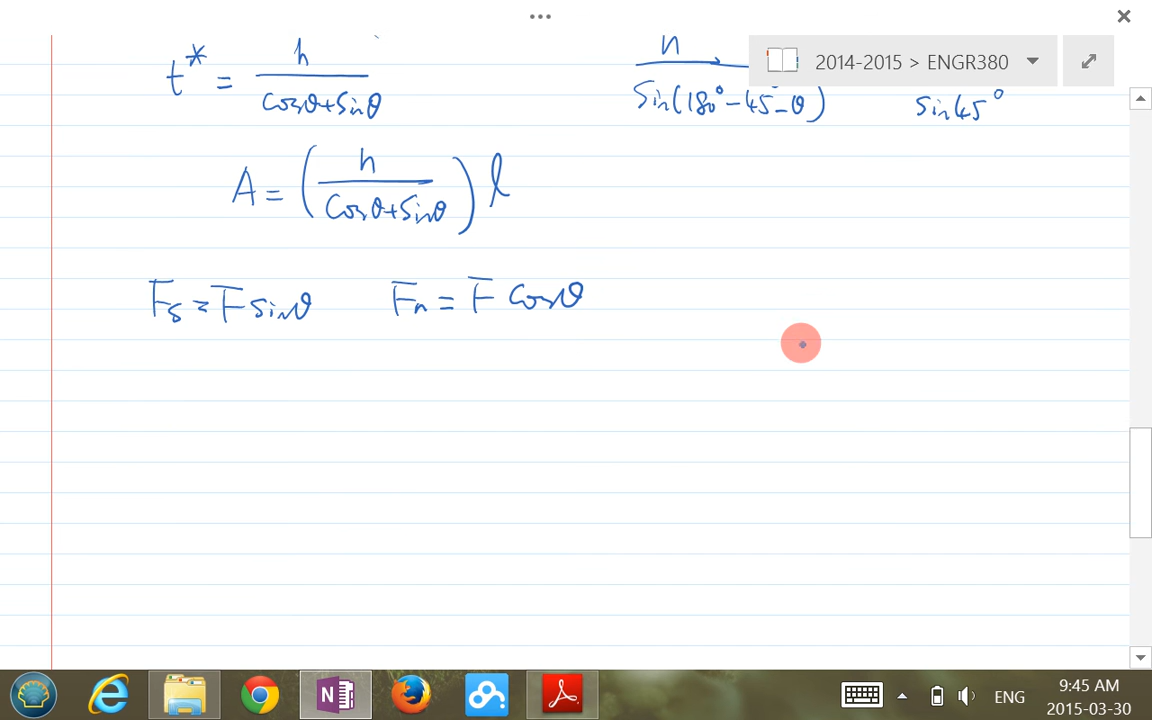 2014-2015 > ENGR380
t* = h / (cosθ+sinθ)
h / sin(180°-45°-θ)
sin45°
A = (h / (cosθ+sinθ)) l
Fs = F sinθ Fn = F cosθ
ENG
9:45 AM
2015-03-30